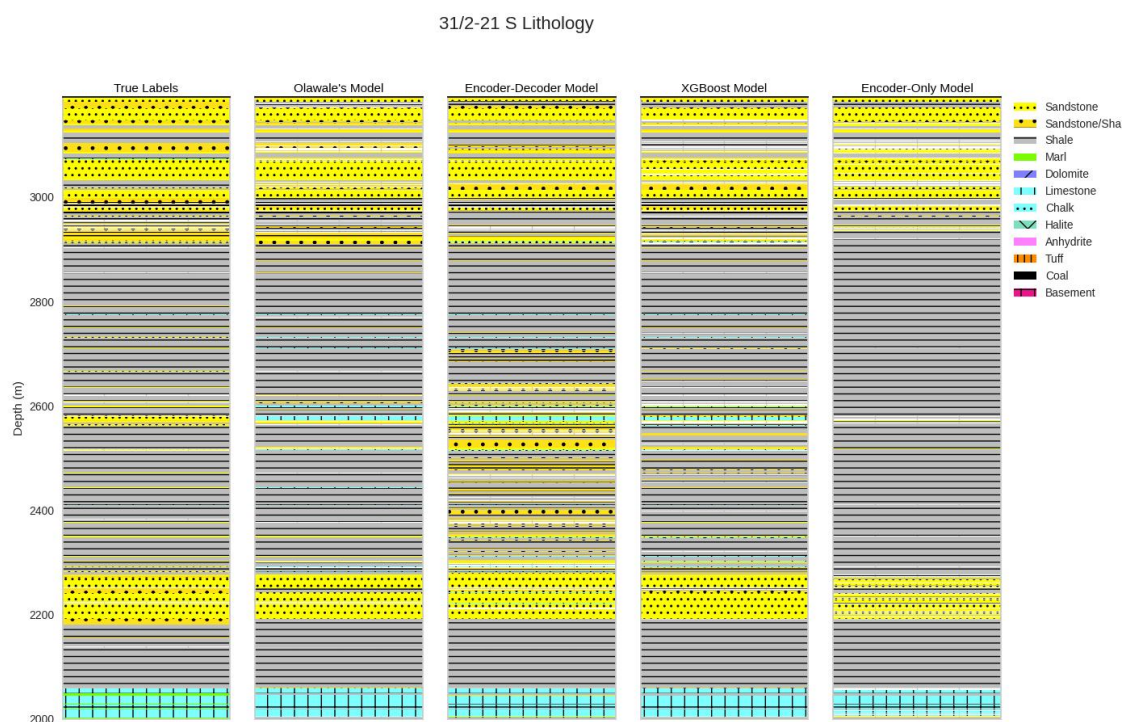 31/2-21 S Lithology
True Labels
Olawale's Model
Encoder-Decoder Model
XGBoost Model
Encoder-Only Model
Depth (m)
3000
2800
2600
2400
2200
2000
Sandstone
Sandstone/Sha
Shale
Marl
Dolomite
Limestone
Chalk
Halite
Anhydrite
Tuff
Coal
Basement